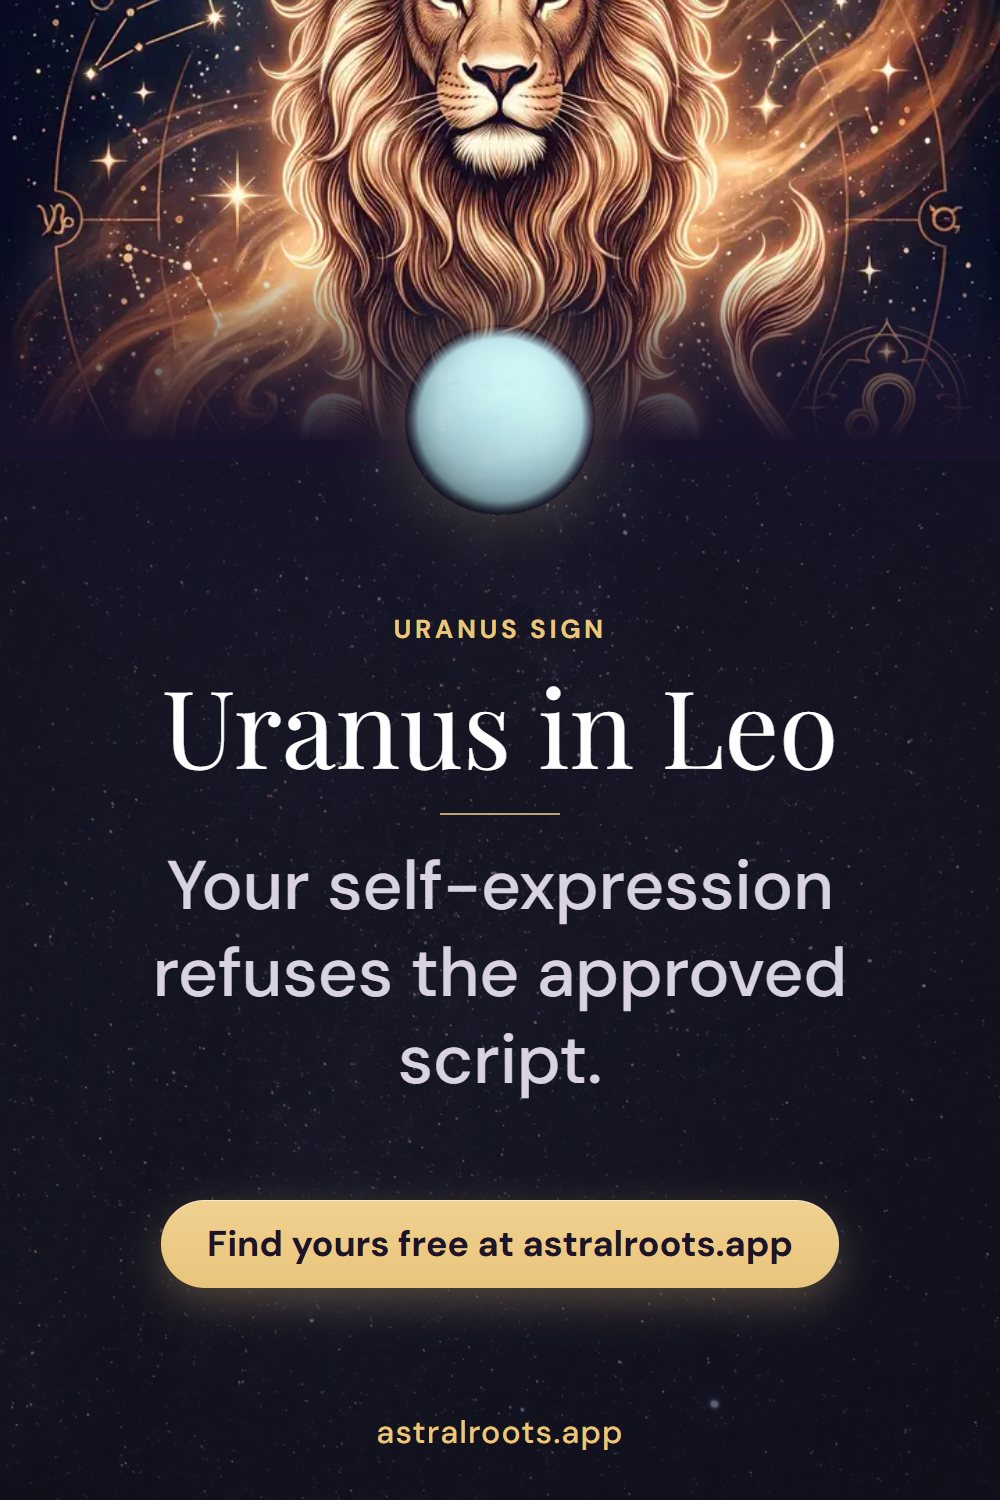 URANUS SIGN
Uranus in Leo
Your self-expression
refuses the approved
script.
Find yours free at astralroots.app
astralroots.app